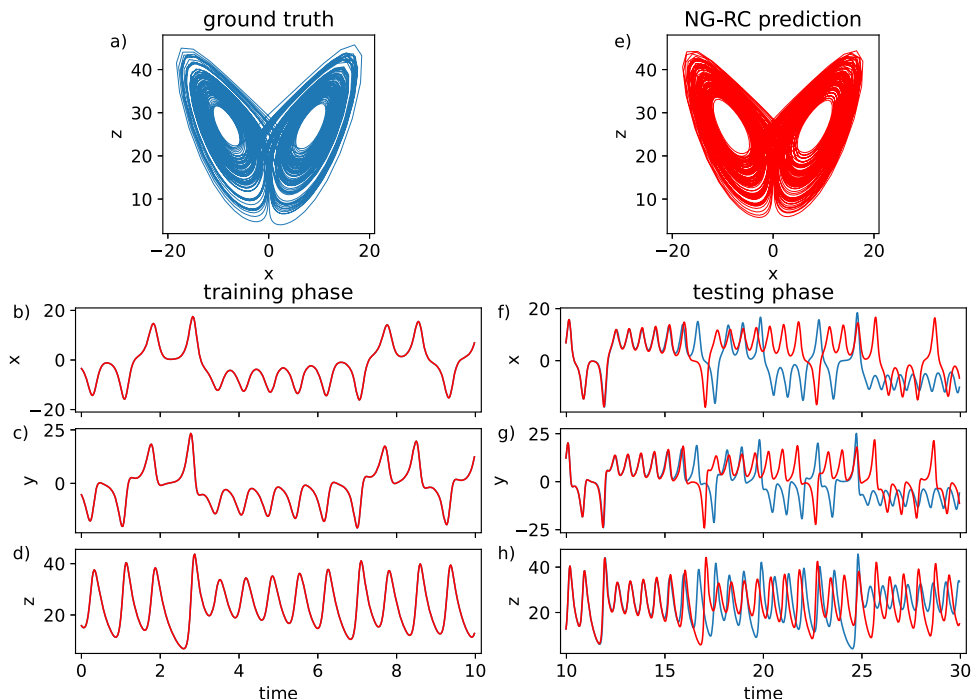 ground truth
a)
z
40
30
20
10
−20
0
20
x
NG-RC prediction
e)
z
40
30
20
10
−20
0
20
x
training phase
b)
x
20
0
−20
c)
y
25
0
d)
z
40
20
0
2
4
6
8
10
time
testing phase
f)
x
20
0
g)
y
25
0
−25
h)
z
40
20
10
15
20
25
30
time